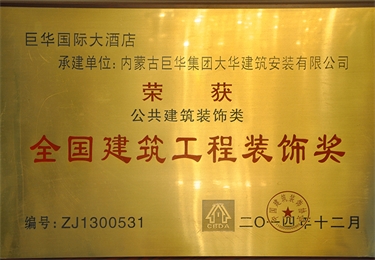 巨华国际大酒店
承建单位:内蒙古巨华集团大华建筑安装有限公司
荣获
公共建筑装饰类
全国建筑工程装饰奖
编号:ZJ1300531
CBDA
二〇一四年十二月